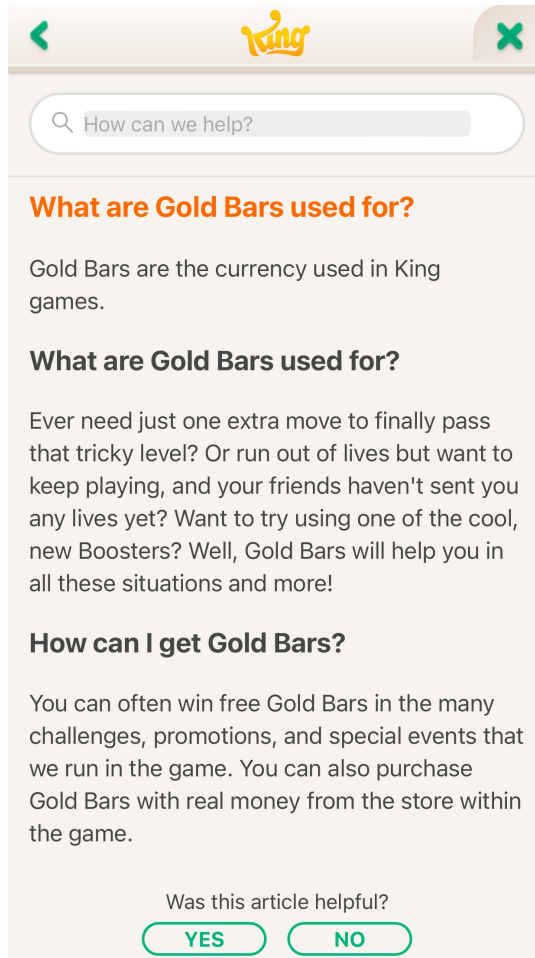 King
How can we help?
What are Gold Bars used for?
Gold Bars are the currency used in King
games.
What are Gold Bars used for?
Ever need just one extra move to finally pass
that tricky level? Or run out of lives but want to
keep playing, and your friends haven't sent you
any lives yet? Want to try using one of the cool,
new Boosters? Well, Gold Bars will help you in
all these situations and more!
How can I get Gold Bars?
You can often win free Gold Bars in the many
challenges, promotions, and special events that
we run in the game. You can also purchase
Gold Bars with real money from the store within
the game.
Was this article helpful?
YES NO